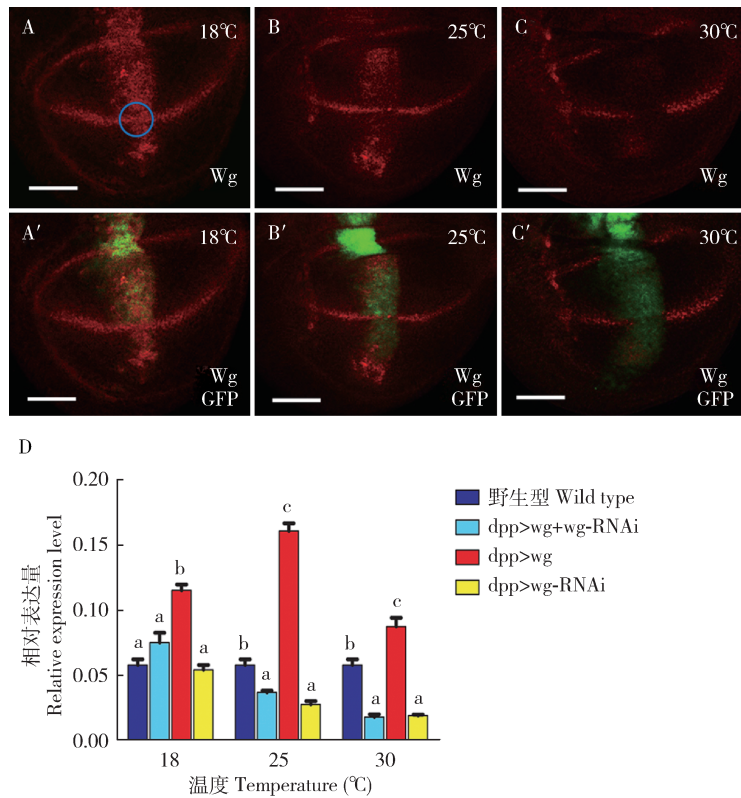 A 18℃ B 25℃ C 30℃
Wg Wg Wg
A′ 18℃ B′ 25℃ C′ 30℃
Wg Wg Wg
GFP GFP GFP
D
相对表达量
Relative expression level
0.20
0.15
0.10
0.05
0.00
a a b a b a c a b a c a
18 25 30
温度 Temperature (℃)
野生型 Wild type
dpp>wg+wg-RNAi
dpp>wg
dpp>wg-RNAi